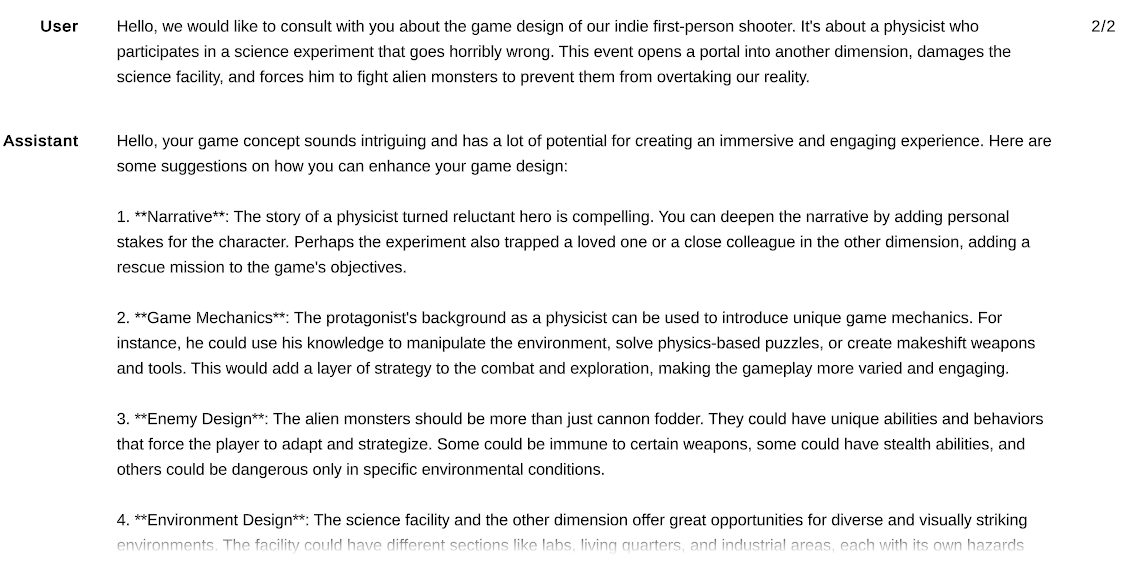 User
Hello, we would like to consult with you about the game design of our indie first-person shooter. It's about a physicist who
2/2
participates in a science experiment that goes horribly wrong. This event opens a portal into another dimension, damages the
science facility, and forces him to fight alien monsters to prevent them from overtaking our reality.
Assistant
Hello, your game concept sounds intriguing and has a lot of potential for creating an immersive and engaging experience. Here are
some suggestions on how you can enhance your game design:
1. **Narrative**: The story of a physicist turned reluctant hero is compelling. You can deepen the narrative by adding personal
stakes for the character. Perhaps the experiment also trapped a loved one or a close colleague in the other dimension, adding a
rescue mission to the game's objectives.
2. **Game Mechanics**: The protagonist's background as a physicist can be used to introduce unique game mechanics. For
instance, he could use his knowledge to manipulate the environment, solve physics-based puzzles, or create makeshift weapons
and tools. This would add a layer of strategy to the combat and exploration, making the gameplay more varied and engaging.
3. **Enemy Design**: The alien monsters should be more than just cannon fodder. They could have unique abilities and behaviors
that force the player to adapt and strategize. Some could be immune to certain weapons, some could have stealth abilities, and
others could be dangerous only in specific environmental conditions.
4. **Environment Design**: The science facility and the other dimension offer great opportunities for diverse and visually striking
environments. The facility could have different sections like labs, living quarters, and industrial areas, each with its own hazards